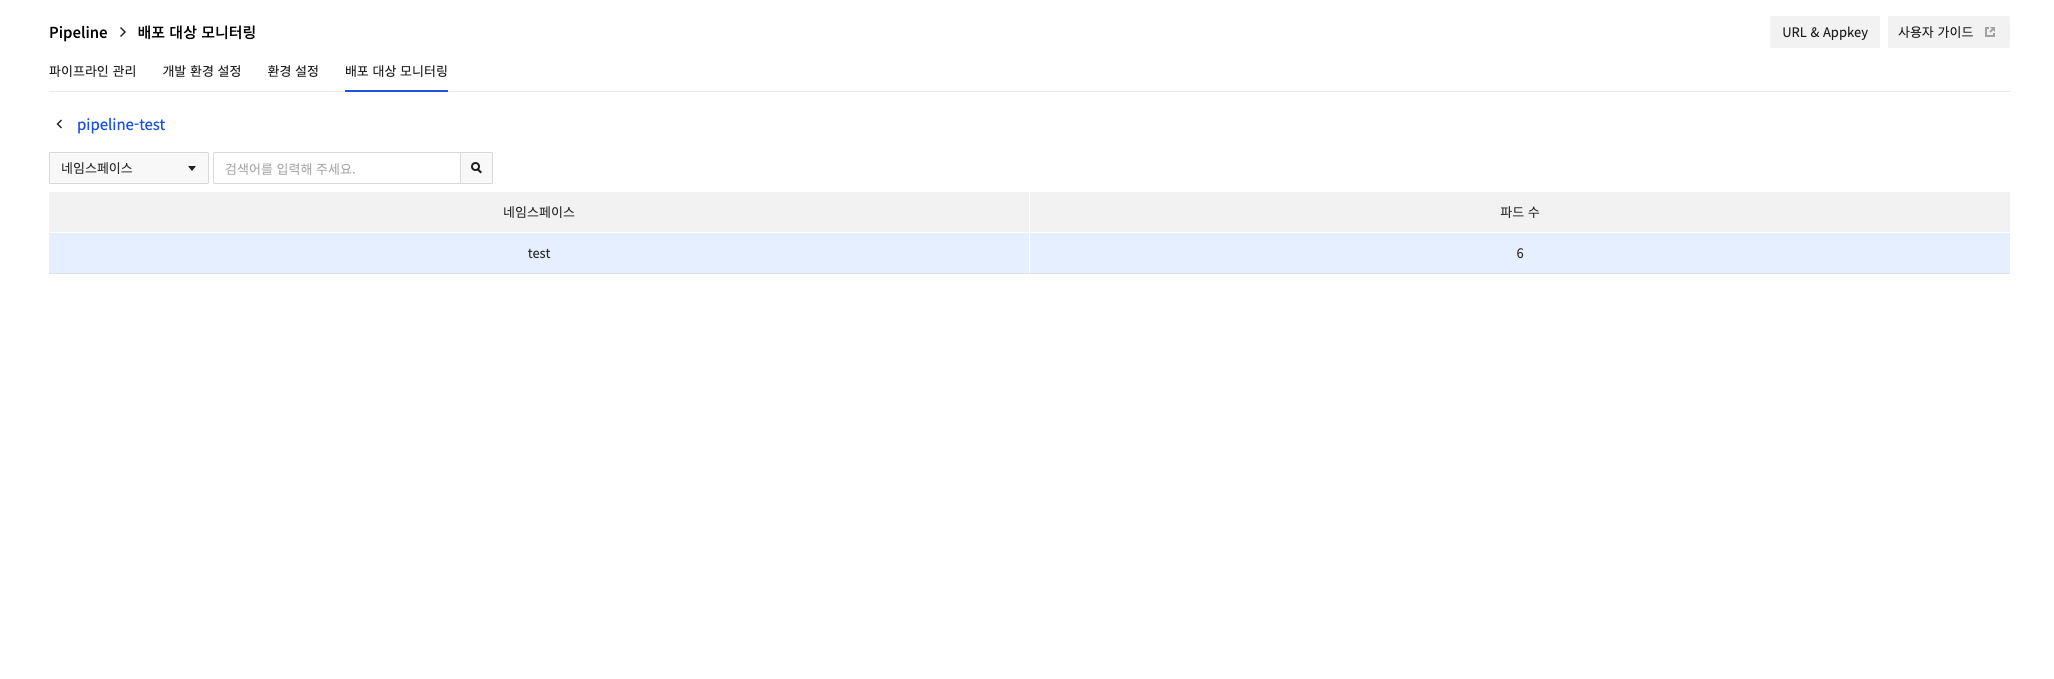 Pipeline > 배포 대상 모니터링
URL & Appkey
사용자 가이드
파이프라인 관리 개발 환경 설정 환경 설정 배포 대상 모니터링
pipeline-test
네임스페이스
검색어를 입력해 주세요.
네임스페이스 파드 수
test 6